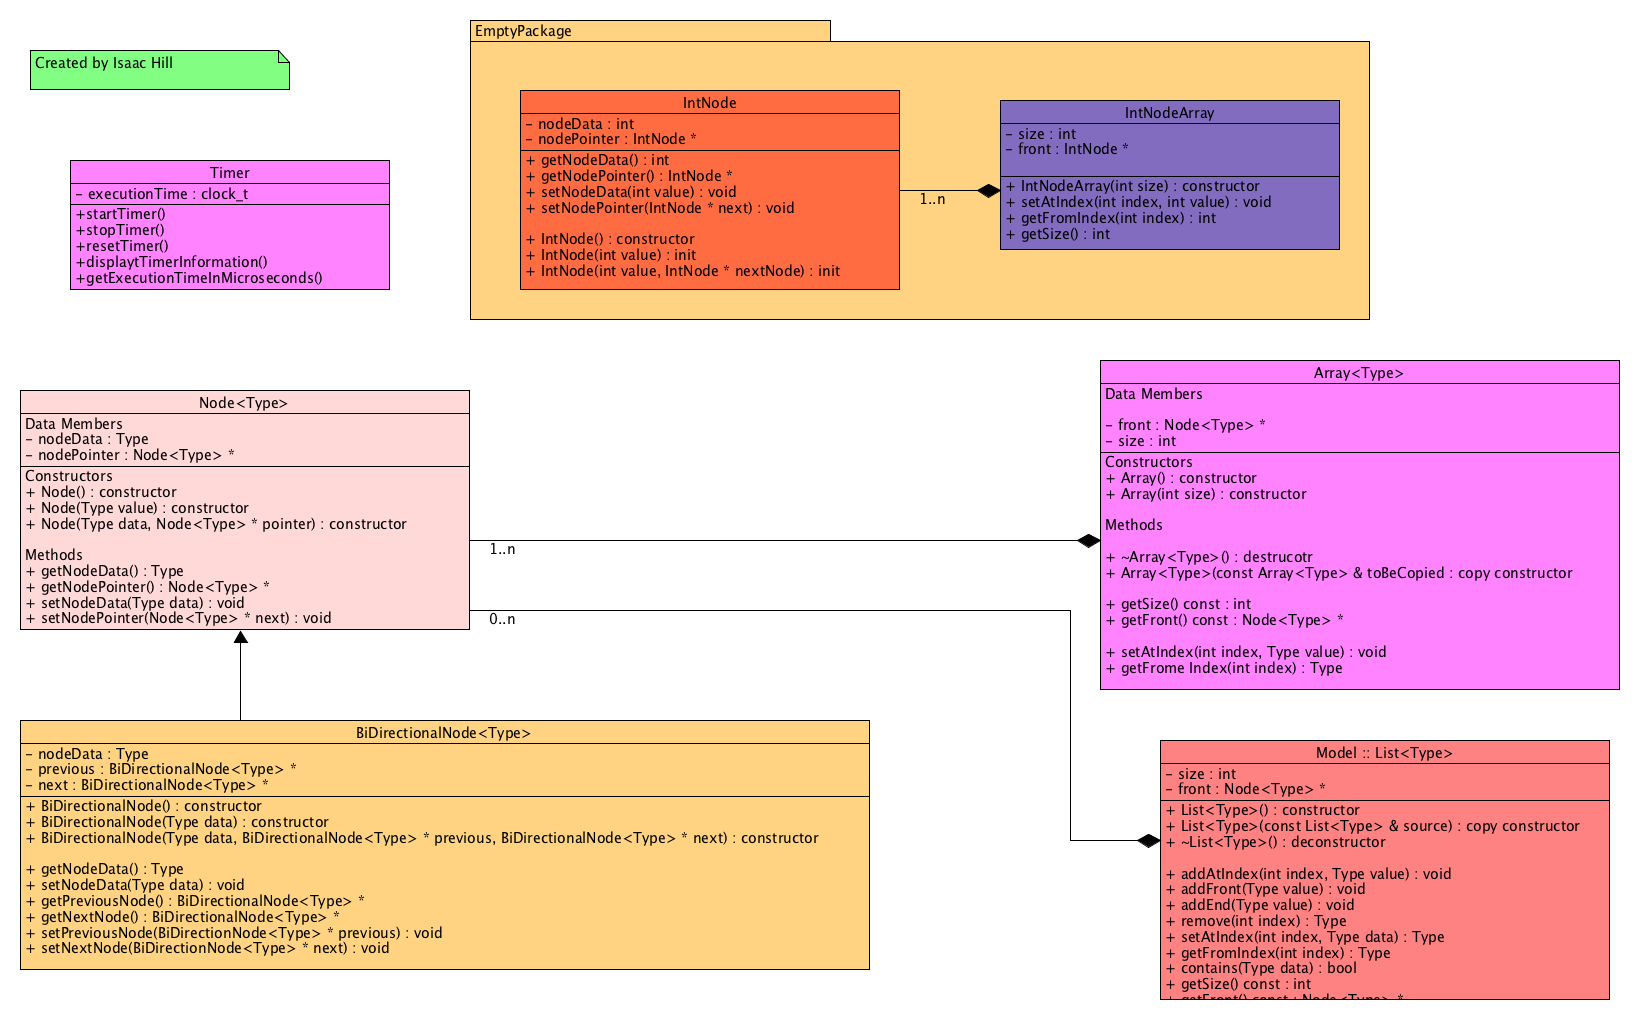 Created by Isaac Hill
EmptyPackage
IntNode
- nodeData : int
- nodePointer : IntNode *
+ getNodeData() : int
+ getNodePointer() : IntNode *
+ setNodeData(int value) : void
+ setNodePointer(IntNode * next) : void
+ IntNode() : constructor
+ IntNode(int value) : init
+ IntNode(int value, IntNode * nextNode) : init
1..n
IntNodeArray
- size : int
- front : IntNode *
+ IntNodeArray(int size) : constructor
+ setAtIndex(int index, int value) : void
+ getFromIndex(int index) : int
+ getSize() : int
Timer
- executionTime : clock_t
+startTimer()
+stopTimer()
+resetTimer()
+displaytTimerInformation()
+getExecutionTimeInMicroseconds()
Node<Type>
Data Members
- nodeData : Type
- nodePointer : Node<Type> *
Constructors
+ Node() : constructor
+ Node(Type value) : constructor
+ Node(Type data, Node<Type> * pointer) : constructor
Methods
+ getNodeData() : Type
+ getNodePointer() : Node<Type> *
+ setNodeData(Type data) : void
+ setNodePointer(Node<Type> * next) : void
1..n
0..n
Array<Type>
Data Members
- front : Node<Type> *
- size : int
Constructors
+ Array() : constructor
+ Array(int size) : constructor
Methods
+ ~Array<Type>() : destrucotr
+ Array<Type>(const Array<Type> & toBeCopied : copy constructor
+ getSize() const : int
+ getFront() const : Node<Type> *
+ setAtIndex(int index, Type value) : void
+ getFrome Index(int index) : Type
BiDirectionalNode<Type>
- nodeData : Type
- previous : BiDirectionalNode<Type> *
- next : BiDirectionalNode<Type> *
+ BiDirectionalNode() : constructor
+ BiDirectionalNode(Type data) : constructor
+ BiDirectionalNode(Type data, BiDirectionalNode<Type> * previous, BiDirectionalNode<Type> * next) : constructor
+ getNodeData() : Type
+ setNodeData(Type data) : void
+ getPreviousNode() : BiDirectionalNode<Type> *
+ getNextNode() : BiDirectionalNode<Type> *
+ setPreviousNode(BiDirectionNode<Type> * previous) : void
+ setNextNode(BiDirectionNode<Type> * next) : void
Model :: List<Type>
- size : int
- front : Node<Type> *
+ List<Type>() : constructor
+ List<Type>(const List<Type> & source) : copy constructor
+ ~List<Type>() : deconstructor
+ addAtIndex(int index, Type value) : void
+ addFront(Type value) : void
+ addEnd(Type value) : void
+ remove(int index) : Type
+ setAtIndex(int index, Type data) : Type
+ getFromIndex(int index) : Type
+ contains(Type data) : bool
+ getSize() const : int
+ getFront() const : Node<Type> *